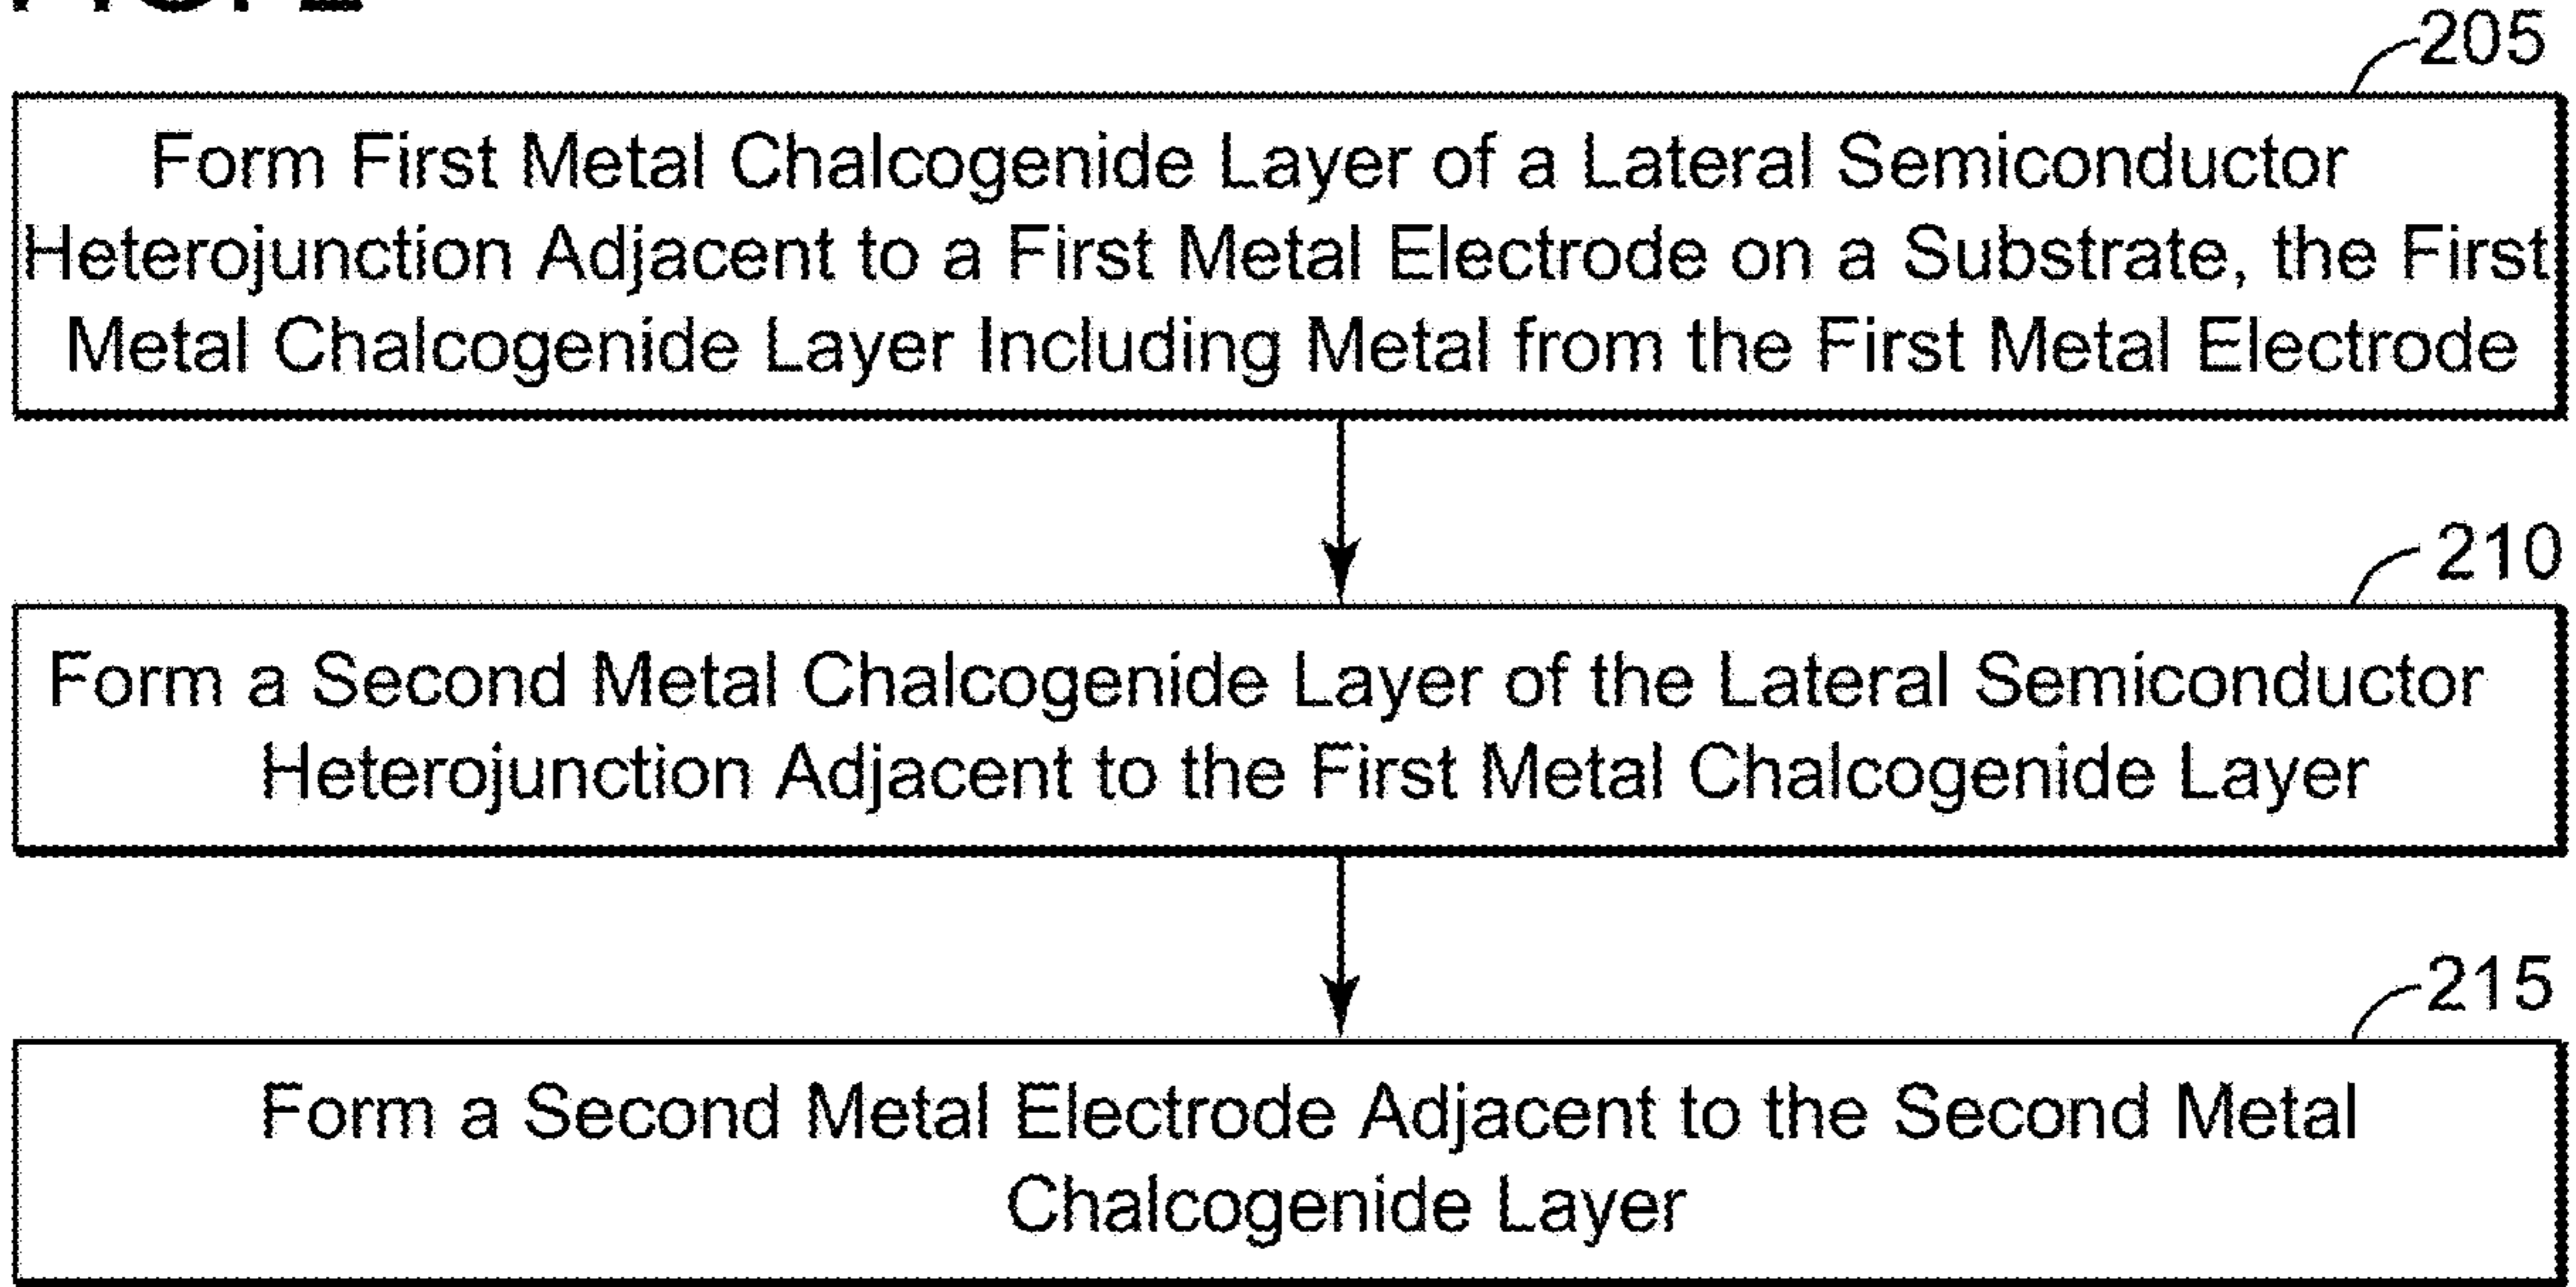 205
Form First Metal Chalcogenide Layer of a Lateral Semiconductor
Heterojunction Adjacent to a First Metal Electrode on a Substrate, the First
Metal Chalcogenide Layer Including Metal from the First Metal Electrode
210
Form a Second Metal Chalcogenide Layer of the Lateral Semiconductor
Heterojunction Adjacent to the First Metal Chalcogenide Layer
215
Form a Second Metal Electrode Adjacent to the Second Metal
Chalcogenide Layer